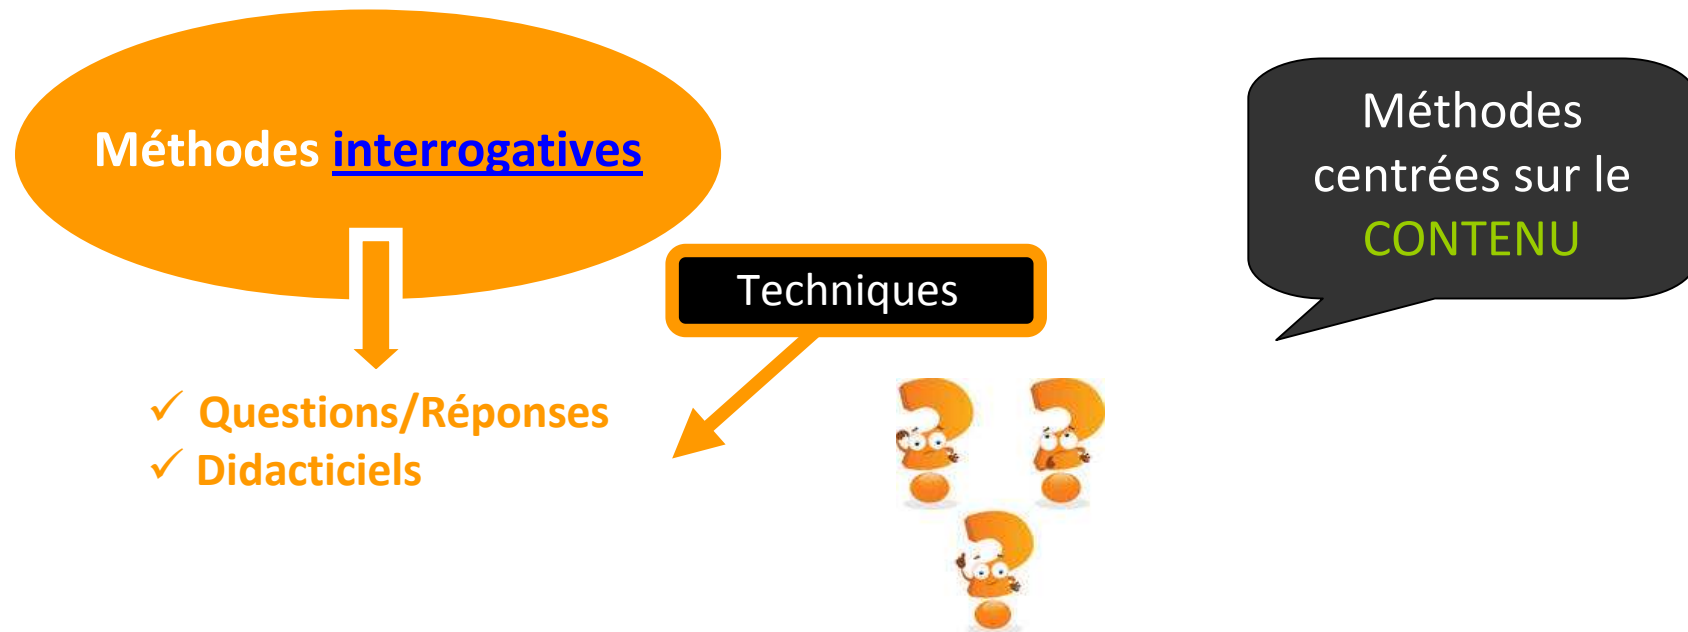 Méthodes interrogatives
Méthodes
centrées sur le
CONTENU
Techniques
✓ Questions/Réponses
✓ Didacticiels